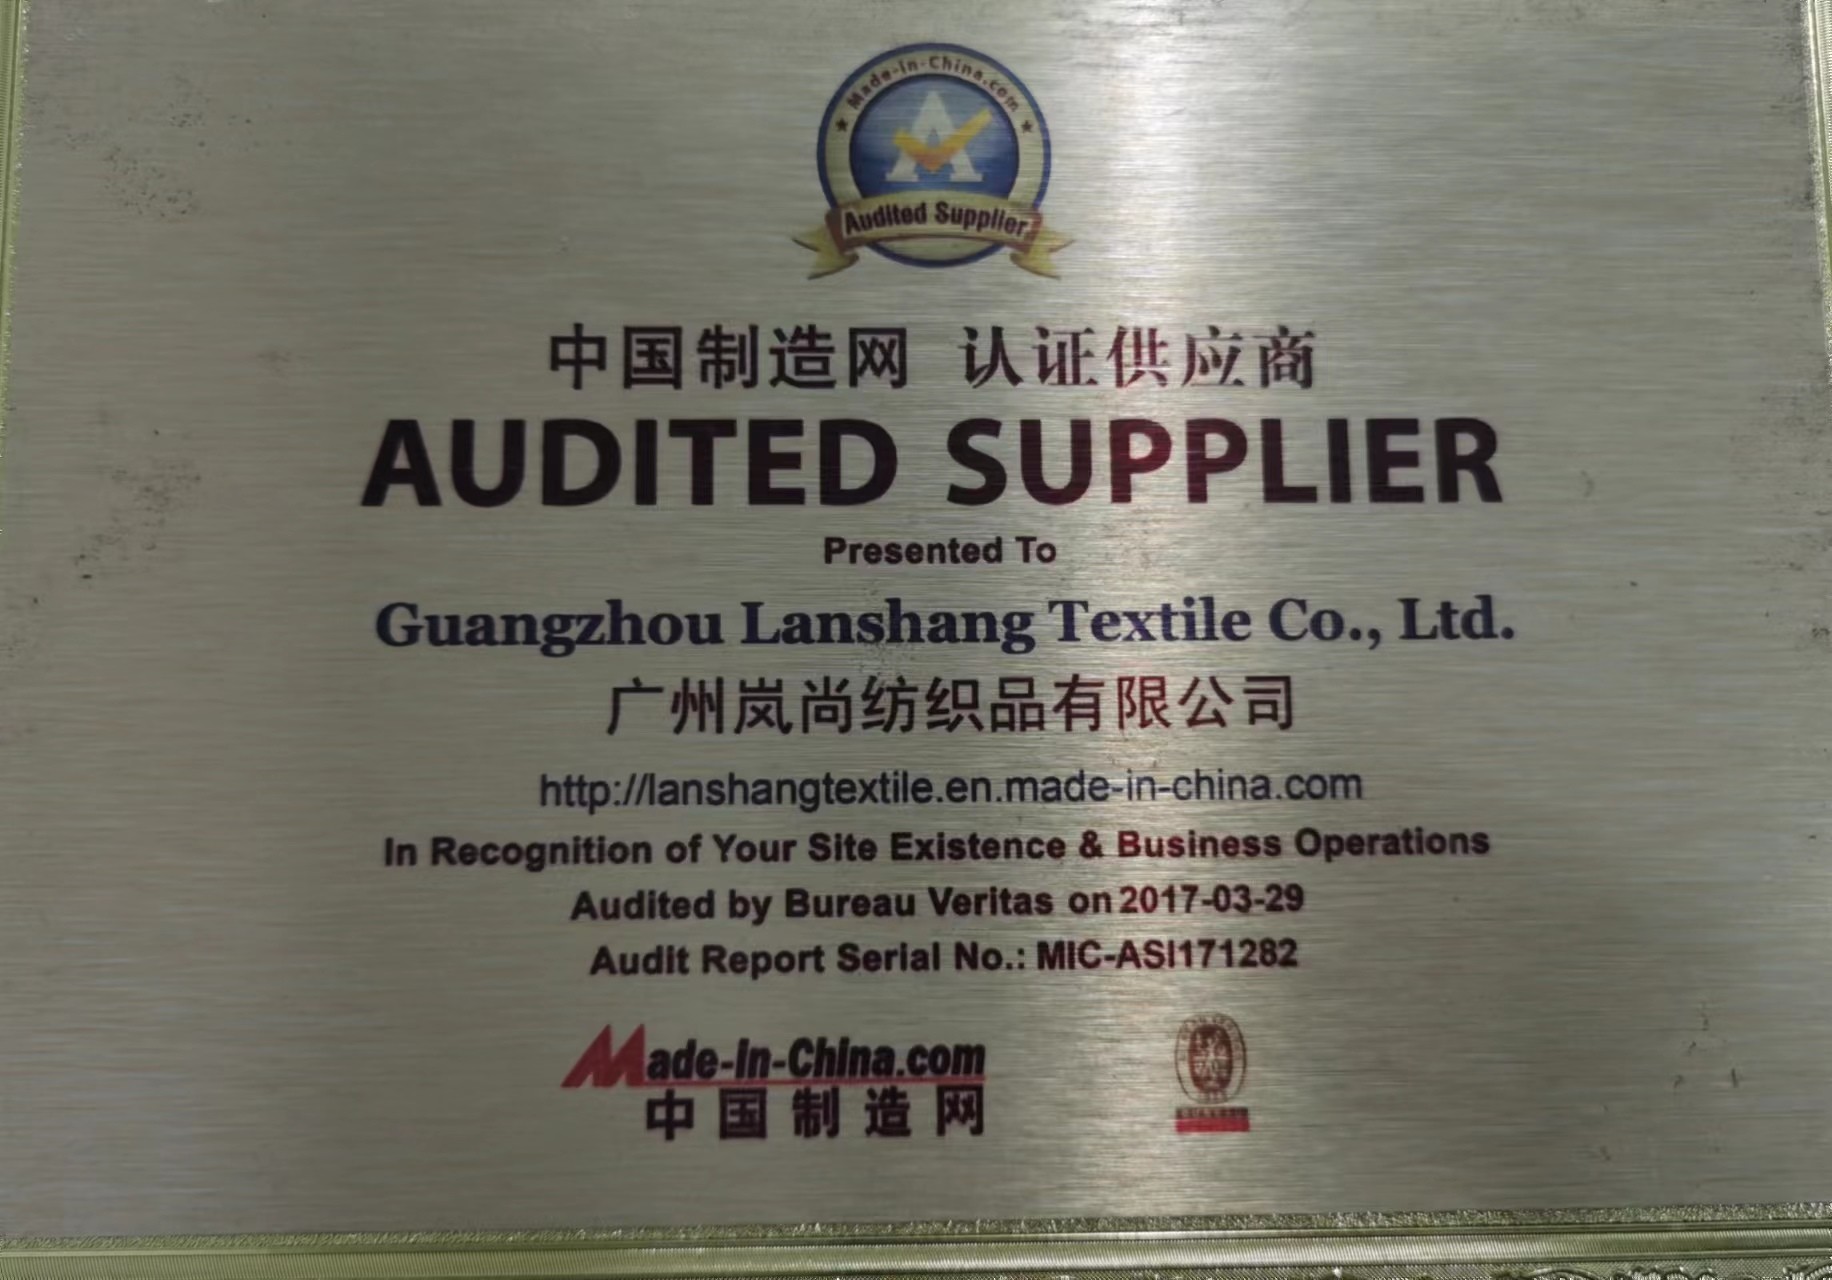 Made-in-China.com
Audited Supplier
中国制造网 认证供应商
AUDITED SUPPLIER
Presented To
Guangzhou Lanshang Textile Co., Ltd.
广州岚尚纺织品有限公司
http://lanshangtextile.en.made-in-china.com
In Recognition of Your Site Existence & Business Operations
Audited by Bureau Veritas on 2017-03-29
Audit Report Serial No.: MIC-ASI171282
Made-in-China.com
中国制造网